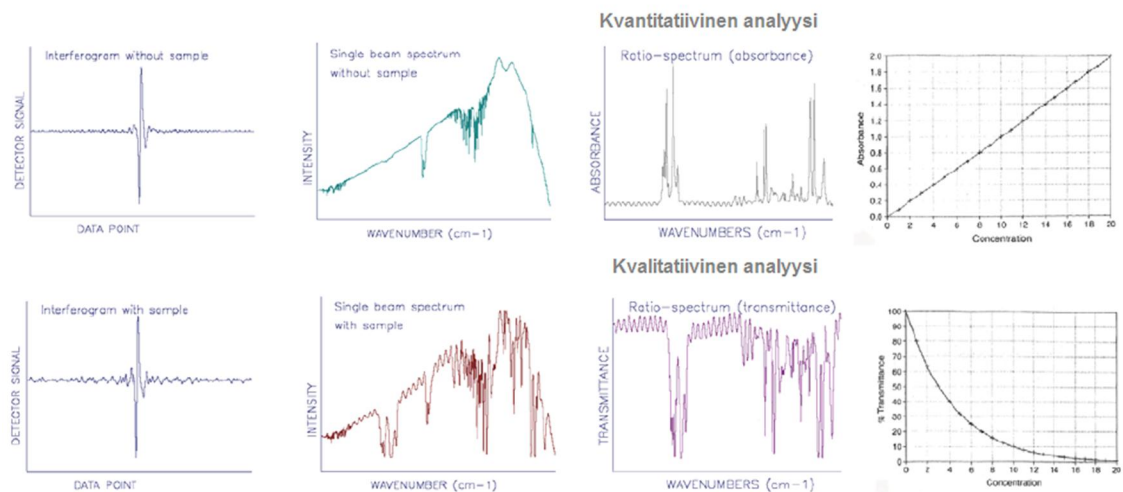 Kvantitatiivinen analyysi
Interferogram without sample
DETECTOR SIGNAL
DATA POINT
Single beam spectrum
without sample
INTENSITY
WAVENUMBER (cm-1)
Ratio-spectrum (absorbance)
ABSORBANCE
WAVENUMBERS (cm-1)
Absorbance
2.0
1.8
1.6
1.4
1.2
1.0
0.8
0.6
0.4
0.2
0.0
0 2 4 6 8 10 12 14 16 18 20
Concentration
Kvalitatiivinen analyysi
Interferogram with sample
DETECTOR SIGNAL
DATA POINT
Single beam spectrum
with sample
INTENSITY
WAVENUMBER (cm-1)
Ratio-spectrum (transmittance)
TRANSMITTANCE
WAVENUMBERS (cm-1)
% Transmittance
100
90
80
70
60
50
40
30
20
10
0
0 2 4 6 8 10 12 14 16 18 20
Concentration